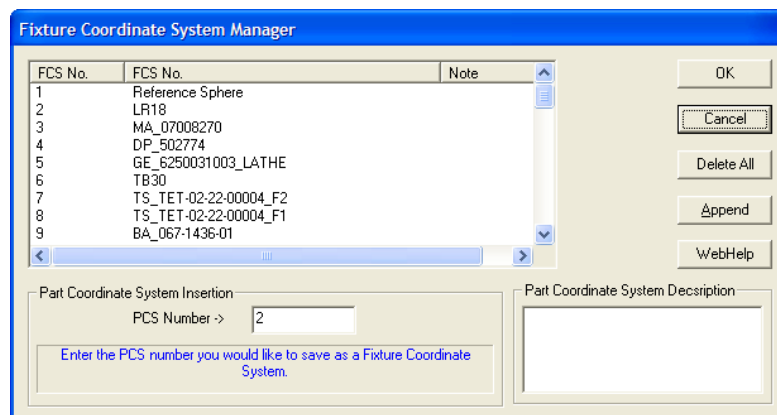 Fixture Coordinate System Manager
FCS No. FCS No. Note
1 Reference Sphere
2 LR18
3 MA_07008270
4 DP_502774
5 GE_6250031003_LATHE
6 TB30
7 TS_TET-02-22-00004_F2
8 TS_TET-02-22-00004_F1
9 BA_067-1436-01
OK
Cancel
Delete All
Append
WebHelp
Part Coordinate System Insertion
PCS Number -> 2
Enter the PCS number you would like to save as a Fixture Coordinate
System.
Part Coordinate System Decsription